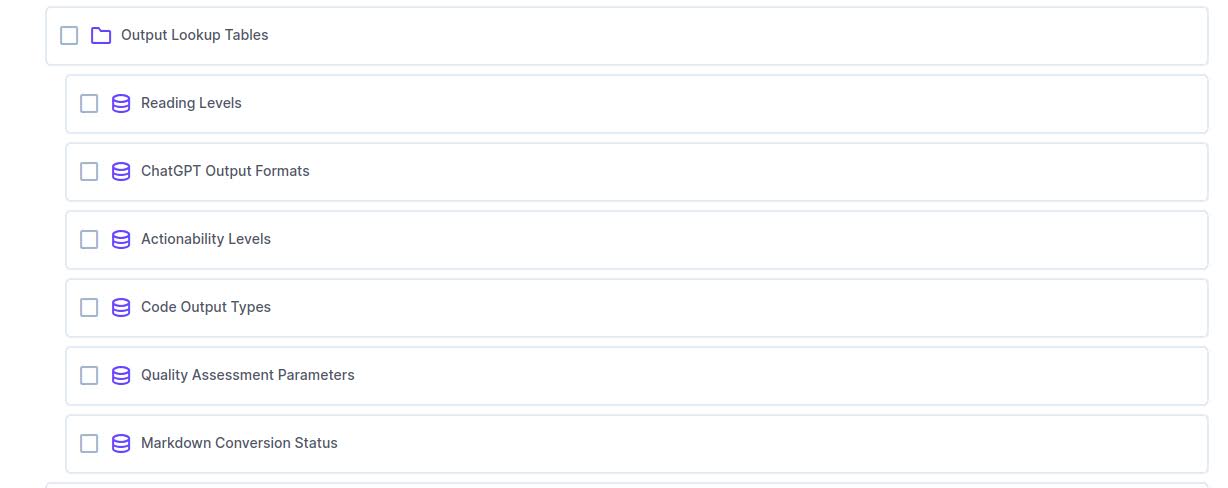 Output Lookup Tables
Reading Levels
ChatGPT Output Formats
Actionability Levels
Code Output Types
Quality Assessment Parameters
Markdown Conversion Status